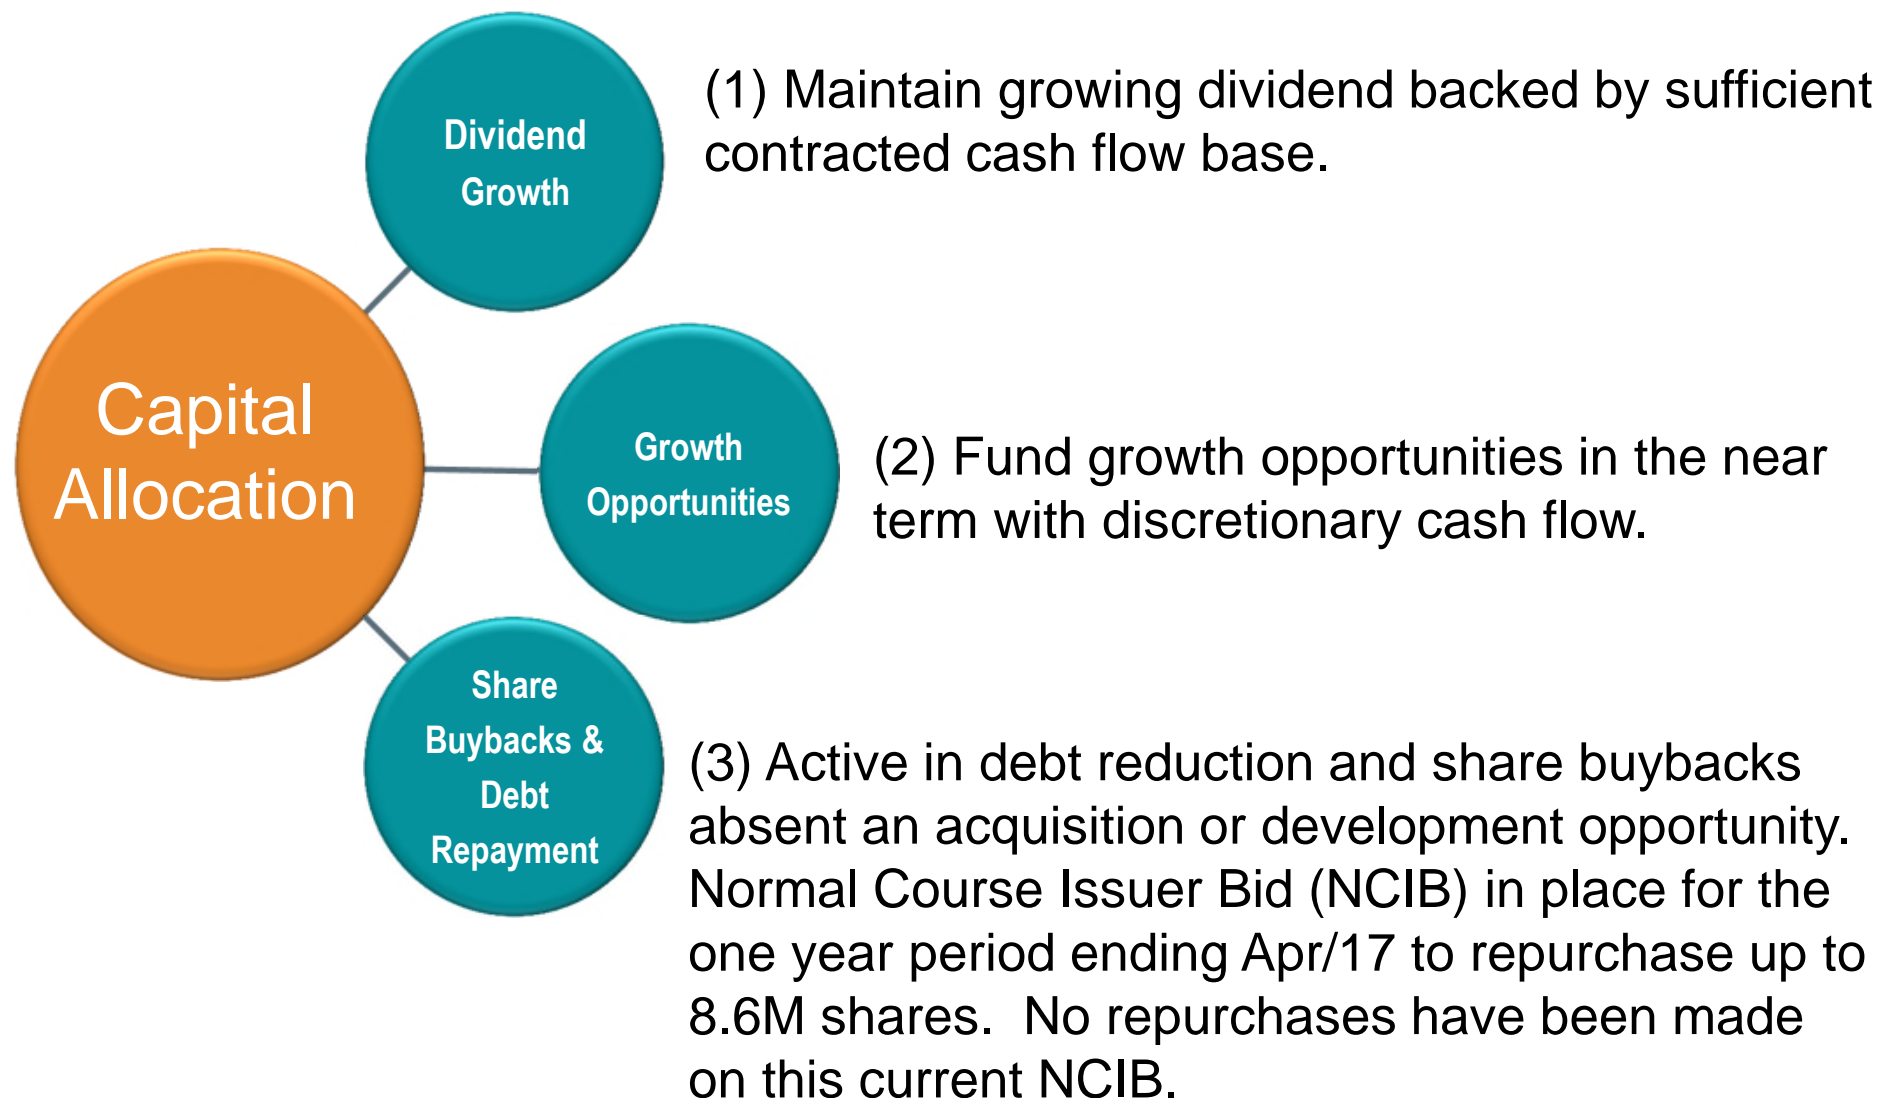 Capital
Allocation
Dividend
Growth
(1) Maintain growing dividend backed by sufficient
contracted cash flow base.
Growth
Opportunities
(2) Fund growth opportunities in the near
term with discretionary cash flow.
Share
Buybacks &
Debt
Repayment
(3) Active in debt reduction and share buybacks
absent an acquisition or development opportunity.
Normal Course Issuer Bid (NCIB) in place for the
one year period ending Apr/17 to repurchase up to
8.6M shares.  No repurchases have been made
on this current NCIB.